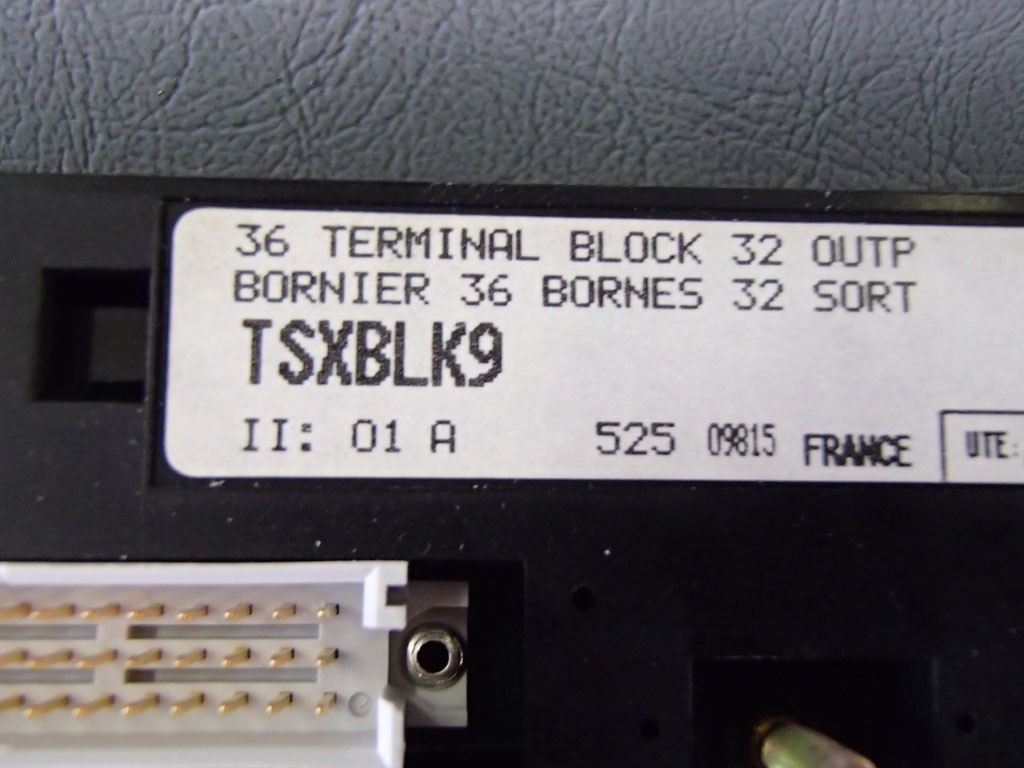 36 TERMINAL BLOCK 32 OUTP
BORNIER 36 BORNES 32 SORT
TSXBLK9
II: 01 A 525 09815 FRANCE UTE: